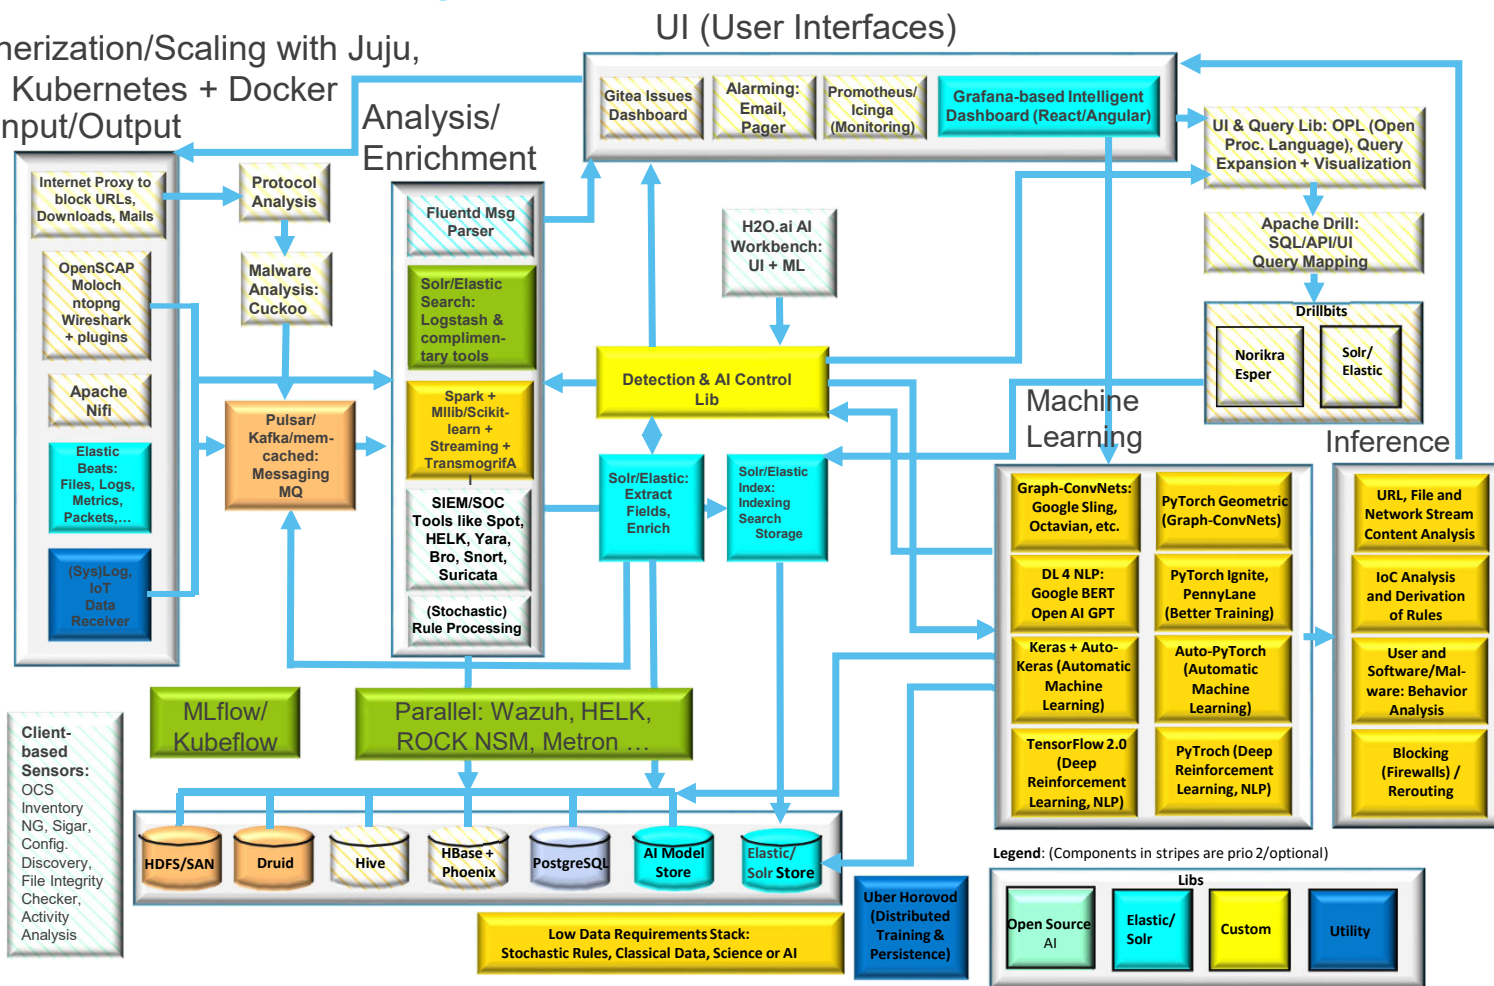 UI (User Interfaces)
nerization/Scaling with Juju,
Kubernetes + Docker
Input/Output
Analysis/
Enrichment
Gitea Issues
Dashboard
Alarming:
Email,
Pager
Promotheus/
Icinga
(Monitoring)
Grafana-based Intelligent
Dashboard (React/Angular)
UI & Query Lib: OPL (Open
Proc. Language), Query
Expansion + Visualization
Internet Proxy to
block URLs,
Downloads, Mails
Protocol
Analysis
Fluentd Msg
Parser
H2O.ai AI
Workbench:
UI + ML
Apache Drill:
SQL/API/UI
Query Mapping
OpenSCAP
Moloch
ntopng
Wireshark
+ plugins
Malware
Analysis:
Cuckoo
Solr/Elastic
Search:
Logstash &
complimen-
tary tools
Drillbits
Norikra
Esper
Solr/
Elastic
Detection & AI Control
Lib
Apache
Nifi
Pulsar/
Kafka/mem-
cached:
Messaging
MQ
Spark +
Mllib/Scikit-
learn +
Streaming +
TransmogrifA
Machine
Learning
Inference
Elastic
Beats:
Files, Logs,
Metrics,
Packets,...
SIEM/SOC
Tools like Spot,
HELK, Yara,
Bro, Snort,
Suricata
Solr/Elastic:
Extract
Fields,
Enrich
Solr/Elastic
Index:
Indexing
Search
Storage
Graph-ConvNets:
Google Sling,
Octavian, etc.
PyTorch Geometric
(Graph-ConvNets)
URL, File and
Network Stream
Content Analysis
(Sys)Log,
IoT
Data
Receiver
(Stochastic)
Rule Processing
DL 4 NLP:
Google BERT
Open AI GPT
PyTorch Ignite,
PennyLane
(Better Training)
IoC Analysis
and Derivation
of Rules
Keras + Auto-
Keras (Automatic
Machine
Learning)
Auto-PyTorch
(Automatic
Machine
Learning)
User and
Software/Mal-
ware: Behavior
Analysis
MLflow/
Kubeflow
Parallel: Wazuh, HELK,
ROCK NSM, Metron ...
TensorFlow 2.0
(Deep
Reinforcement
Learning, NLP)
PyTroch (Deep
Reinforcement
Learning, NLP)
Blocking
(Firewalls) /
Rerouting
Client-
based
Sensors:
OCS
Inventory
NG, Sigar,
Config.
Discovery,
File Integrity
Checker,
Activity
Analysis
HDFS/SAN
Druid
Hive
HBase +
Phoenix
PostgreSQL
AI Model
Store
Elastic/
Solr Store
Low Data Requirements Stack:
Stochastic Rules, Classical Data, Science or AI
Uber Horovod
(Distributed
Training &
Persistence)
Legend: (Components in stripes are prio 2/optional)
Libs
Open Source
AI
Elastic/
Solr
Custom
Utility